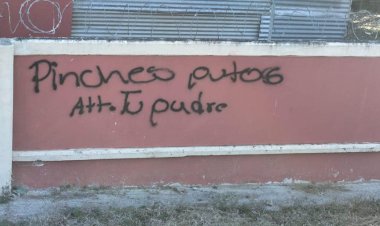 Pinches putos
Att. Tu padre